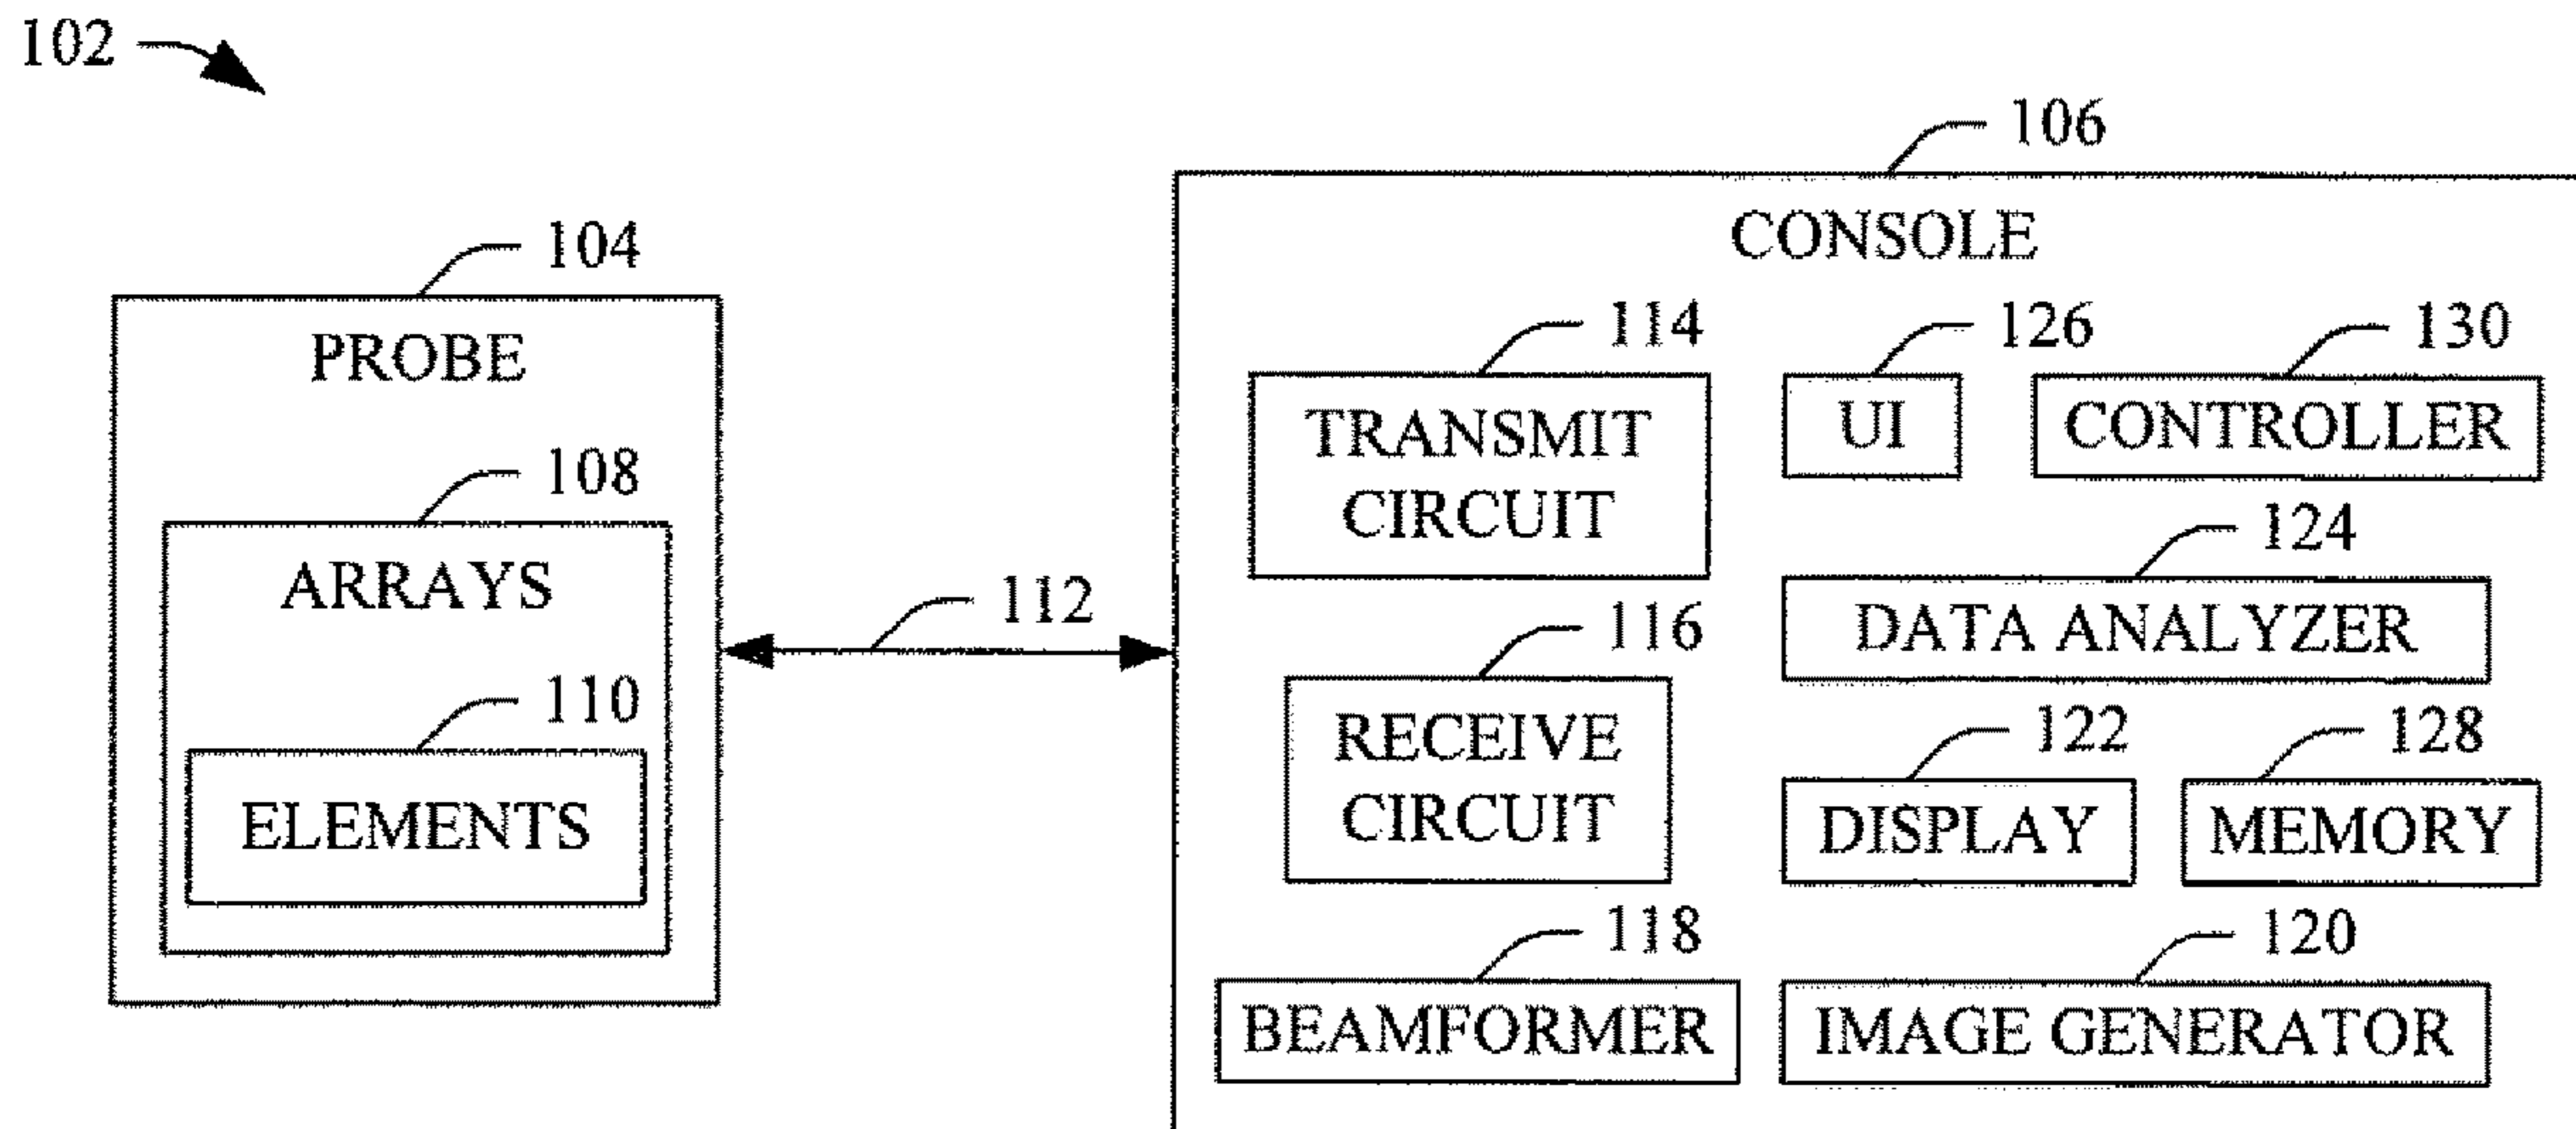 102
106
CONSOLE
104
PROBE
114
126
130
TRANSMIT
CIRCUIT
UI
CONTROLLER
108
ARRAYS
124
DATA ANALYZER
112
116
RECEIVE
CIRCUIT
110
ELEMENTS
122
128
DISPLAY
MEMORY
118
120
BEAMFORMER
IMAGE GENERATOR